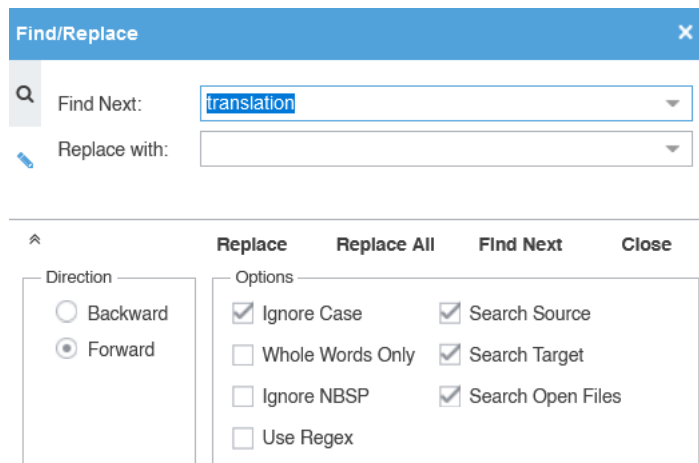 Find/Replace
Find Next: translation
Replace with:
Replace Replace All Find Next Close
Direction Options
Backward Ignore Case Search Source
Forward Whole Words Only Search Target
Ignore NBSP Search Open Files
Use Regex